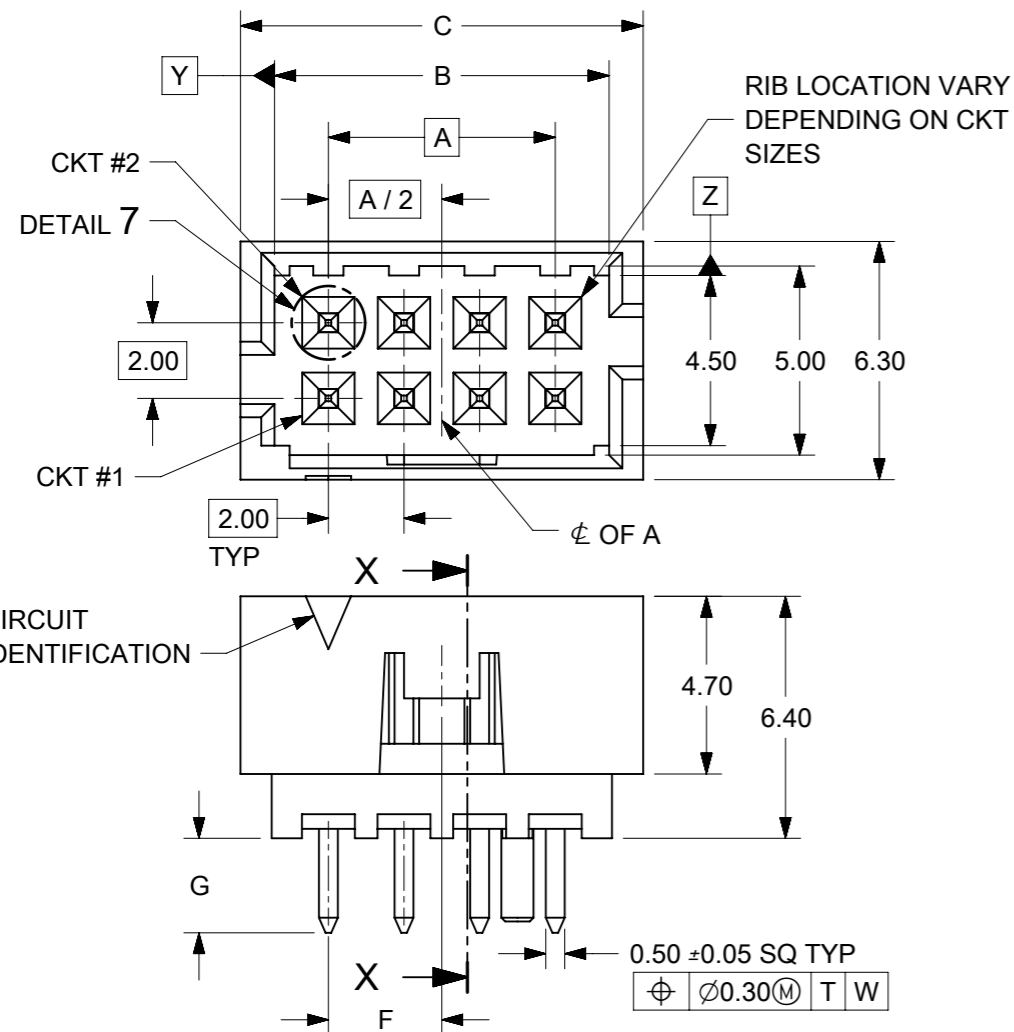 C
Y
B
RIB LOCATION VARY
DEPENDING ON CKT
SIZES
A
CKT #2
A / 2
Z
DETAIL 7
2.00
4.50
5.00
6.30
CKT #1
2.00
TYP
℄ OF A
X
IRCUIT
DENTIFICATION
4.70
6.40
G
0.50 ±0.05 SQ TYP
⌖ ∅0.30Ⓜ T W
X
F